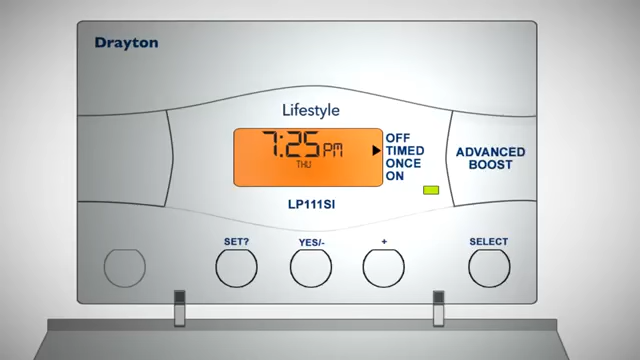 Drayton
Lifestyle
7:25PM
THU
OFF
TIMED
ONCE
ON
ADVANCED
BOOST
LP111SI
SET?
YES/-
+
SELECT